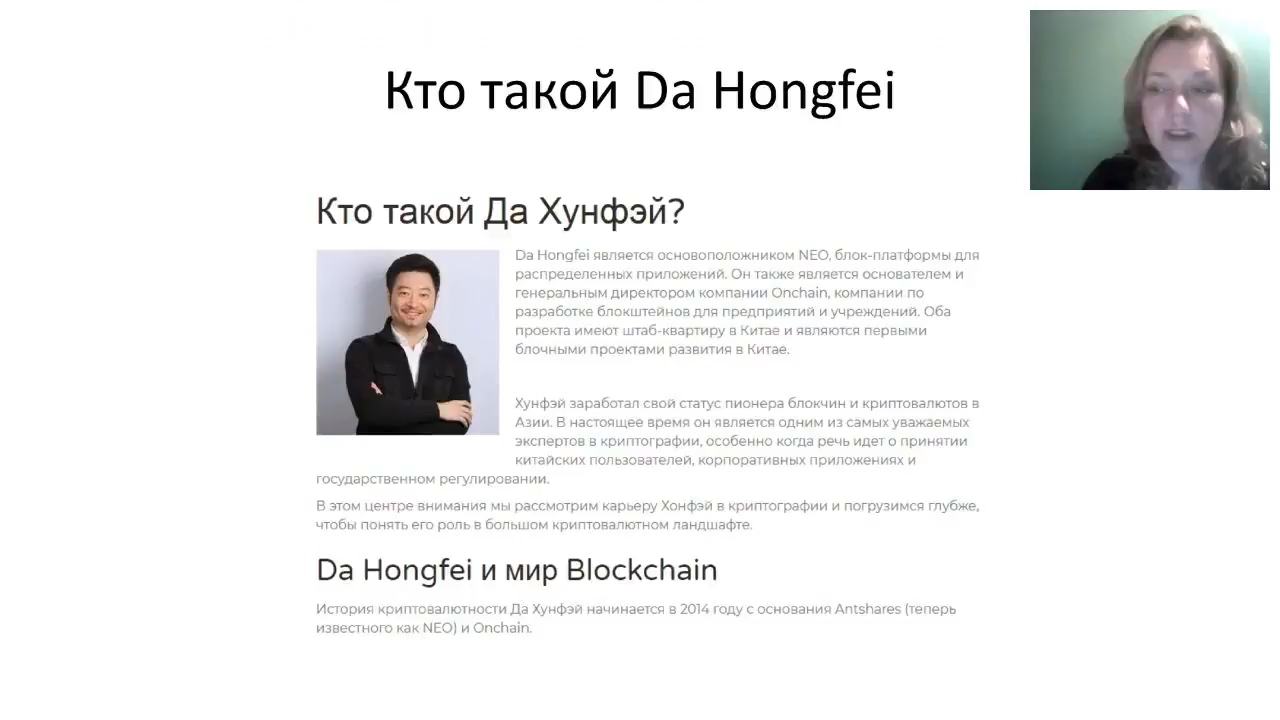 Кто такой Da Hongfei
Кто такой Да Хунфэй?
Da Hongfei является основоположником NEO, блок-платформы для
распределенных приложений. Он также является основателем и
генеральным директором компании Onchain, компании по
разработке блокштейнов для предприятий и учреждений. Оба
проекта имеют штаб-квартиру в Китае и являются первыми
блочными проектами развития в Китае.
Хунфэй заработал свой статус пионера блокчин и криптовалютов в
Азии. В настоящее время он является одним из самых уважаемых
экспертов в криптографии, особенно когда речь идет о принятии
китайских пользователей, корпоративных приложениях и
государственном регулировании.
В этом центре внимания мы рассмотрим карьеру Хонфэй в криптографии и погрузимся глубже,
чтобы понять его роль в большом криптовалютном ландшафте.
Da Hongfei и мир Blockchain
История криптовалютности Да Хунфэй начинается в 2014 году с основания Antshares (теперь
известного как NEO) и Onchain.